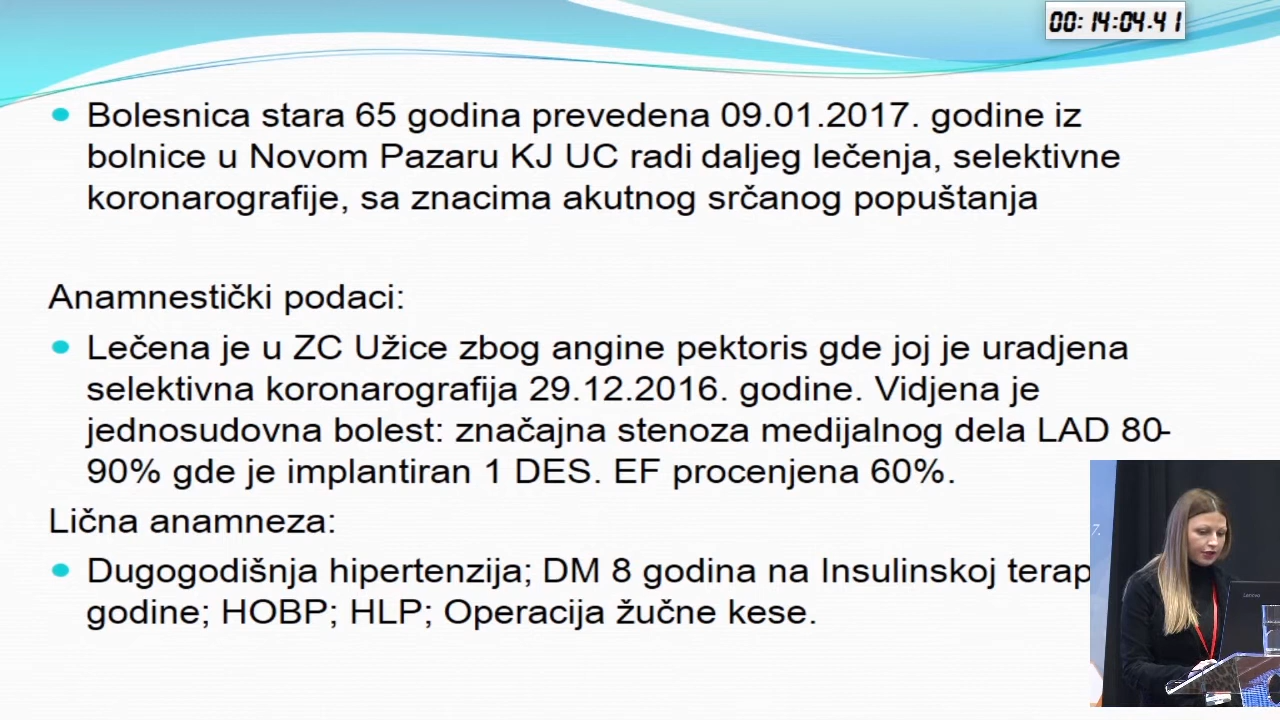 00:14:04.41
Bolesnica stara 65 godina prevedena 09.01.2017. godine iz
bolnice u Novom Pazaru KJ UC radi daljeg lečenja, selektivne
koronarografije, sa znacima akutnog srčanog popuštanja
Anamnestički podaci:
Lečena je u ZC Užice zbog angine pektoris gde joj je uradjena
selektivna koronarografija 29.12.2016. godine. Vidjena je
jednosudovna bolest: značajna stenoza medijalnog dela LAD 80-
90% gde je implantiran 1 DES. EF procenjena 60%.
Lična anamneza:
Dugogodišnja hipertenzija; DM 8 godina na Insulinskoj terap
godine; HOBP; HLP; Operacija žučne kese.
7.
Lenovo